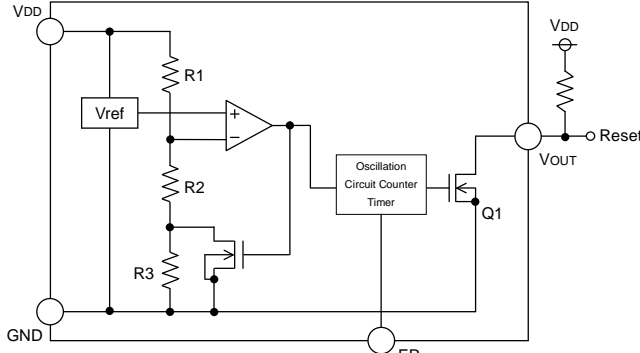 VDD
VDD
R1
Vref
+
−
Reset
VOUT
Oscillation
Circuit Counter
Timer
R2
Q1
R3
GND